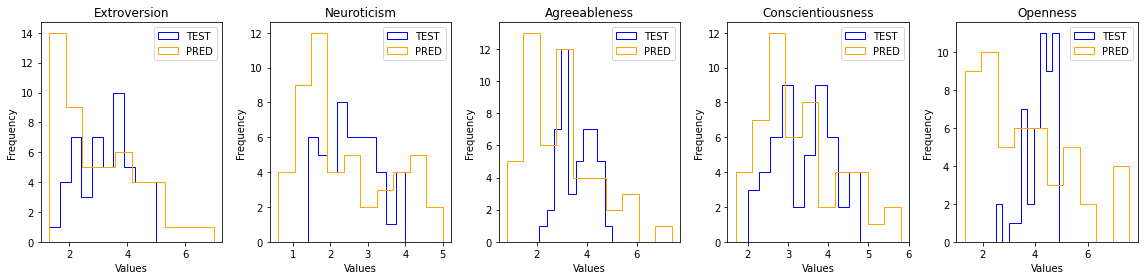 Extroversion
TEST
PRED
Frequency
14
12
10
8
6
4
2
0
2 4 6
Values
Neuroticism
TEST
PRED
Frequency
12
10
8
6
4
2
0
1 2 3 4 5
Values
Agreeableness
TEST
PRED
Frequency
12
10
8
6
4
2
0
2 4 6
Values
Conscientiousness
TEST
PRED
Frequency
12
10
8
6
4
2
0
2 3 4 5 6
Values
Openness
TEST
PRED
Frequency
10
8
6
4
2
0
2 4 6
Values